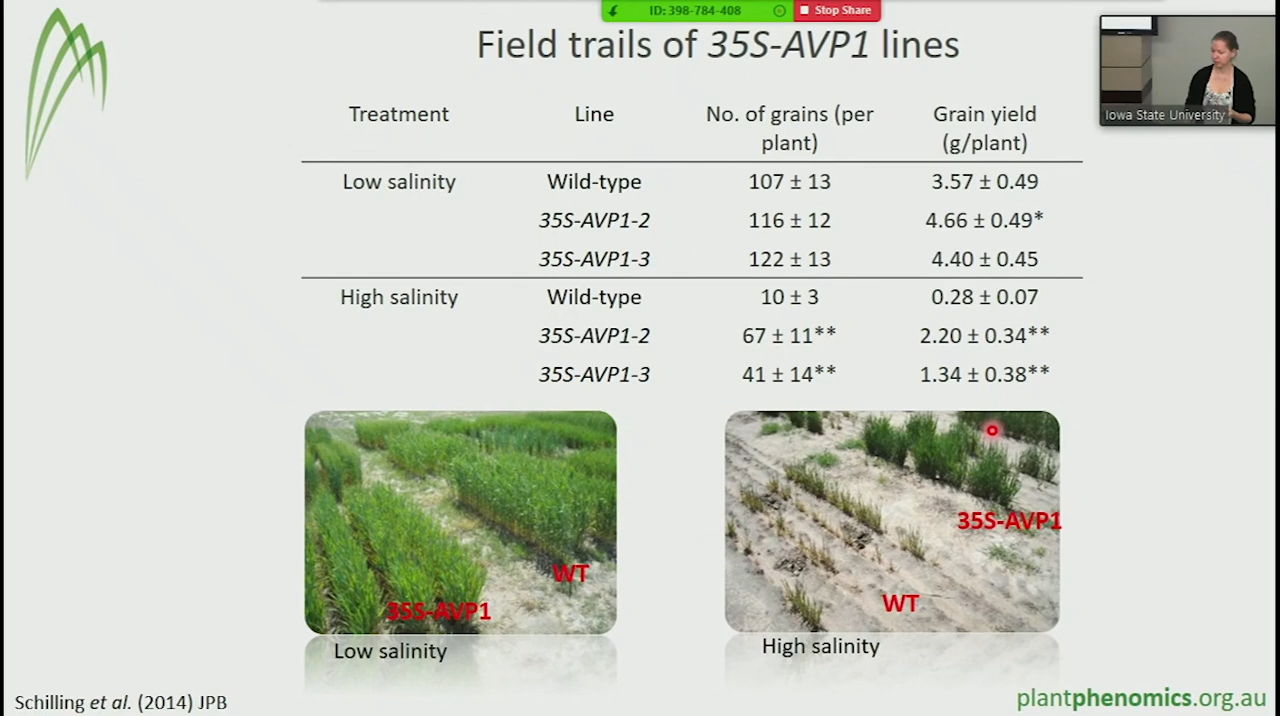 ID: 398-784-408
Stop Share
Field trails of 35S-AVP1 lines
Iowa State University
Treatment Line No. of grains (per plant) Grain yield (g/plant)
Low salinity Wild-type 107 ± 13 3.57 ± 0.49
35S-AVP1-2 116 ± 12 4.66 ± 0.49*
35S-AVP1-3 122 ± 13 4.40 ± 0.45
High salinity Wild-type 10 ± 3 0.28 ± 0.07
35S-AVP1-2 67 ± 11** 2.20 ± 0.34**
35S-AVP1-3 41 ± 14** 1.34 ± 0.38**
WT
35S-AVP1
35S-AVP1
WT
Low salinity
High salinity
Schilling et al. (2014) JPB
plantphenomics.org.au